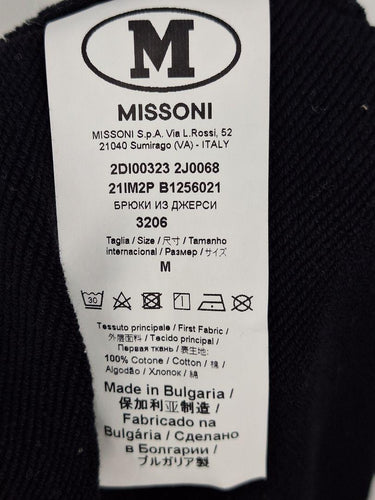 M
MISSONI
MISSONI S.p.A. Via L.Rossi, 52
21040 Sumirago (VA) - ITALY
2DI00323 2J0068
21IM2P B1256021
БРЮКИ ИЗ ДЖЕРСИ
3206
Taglia / Size / 尺寸 / Tamanho
internacional / Размер / サイズ
M
30
Tessuto principale / First Fabric /
外层面料 / Tecido principal /
Первая ткань / 表生地:
100% Cotone / Cotton / 棉 /
Algodão / Хлопок / 綿
Made in Bulgaria /
保加利亚制造 /
Fabricado na
Bulgária / Сделано
в Болгарии /
ブルガリア製